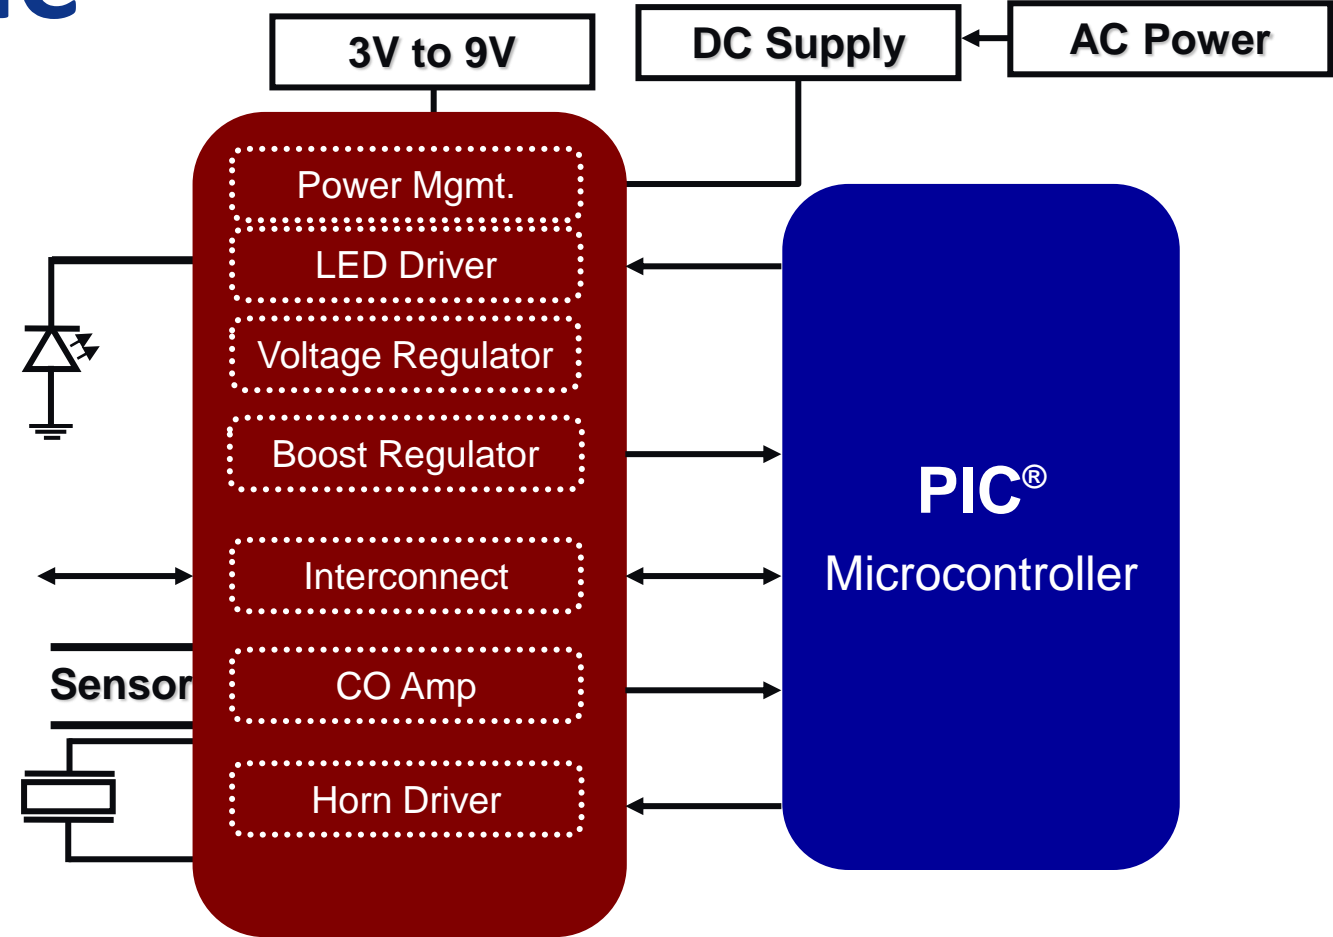 3V to 9V
DC Supply
AC Power
Power Mgmt.
LED Driver
Voltage Regulator
Boost Regulator
Interconnect
CO Amp
Horn Driver
Sensor
PIC®
Microcontroller